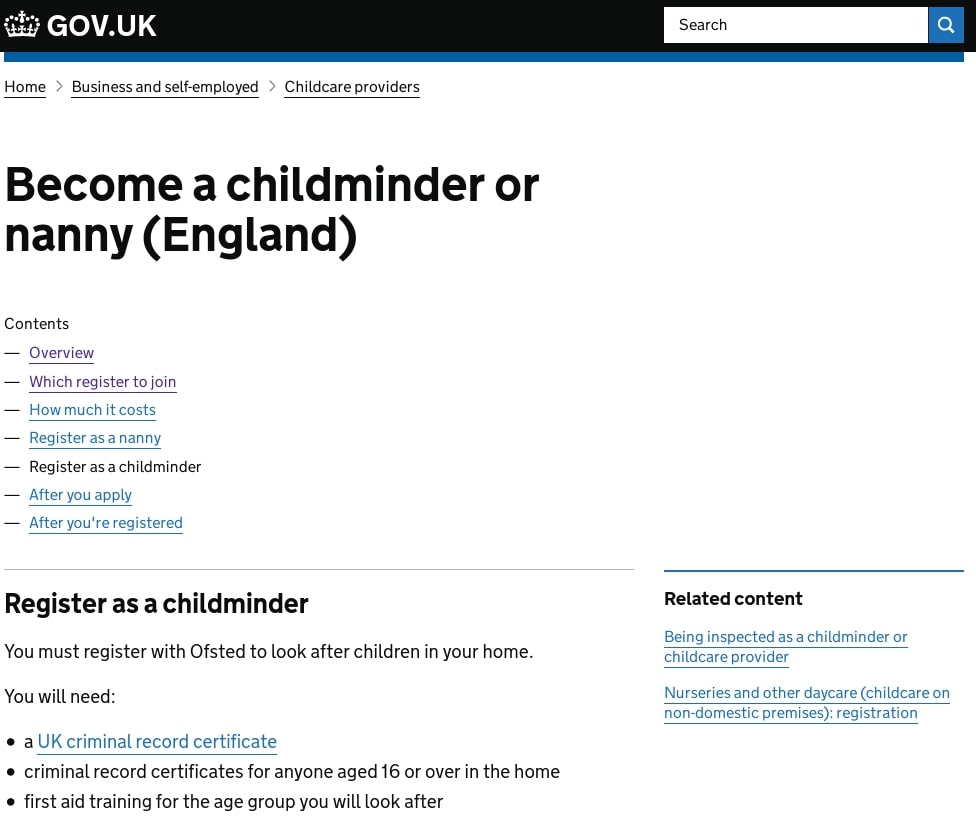 GOV.UK
Search
Home > Business and self-employed > Childcare providers
Become a childminder or
nanny (England)
Contents
— Overview
— Which register to join
— How much it costs
— Register as a nanny
— Register as a childminder
— After you apply
— After you're registered
Register as a childminder
You must register with Ofsted to look after children in your home.
You will need:
• a UK criminal record certificate
• criminal record certificates for anyone aged 16 or over in the home
• first aid training for the age group you will look after
Related content
Being inspected as a childminder or
childcare provider
Nurseries and other daycare (childcare on
non-domestic premises): registration